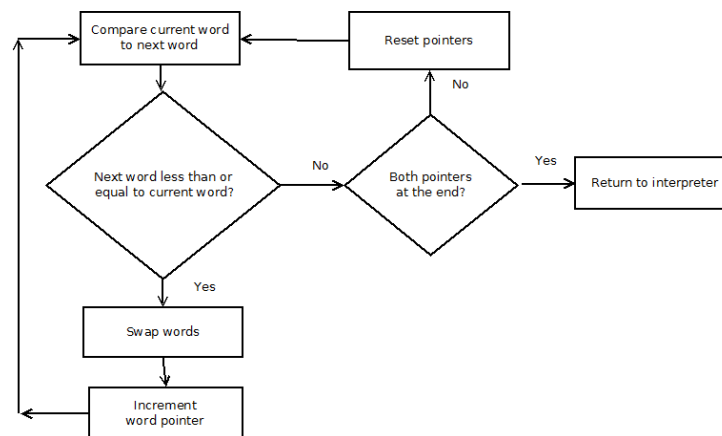 Compare current word
to next word
Reset pointers
No
Next word less than or
equal to current word?
No
Both pointers
at the end?
Yes
Return to interpreter
Yes
Swap words
Increment
word pointer